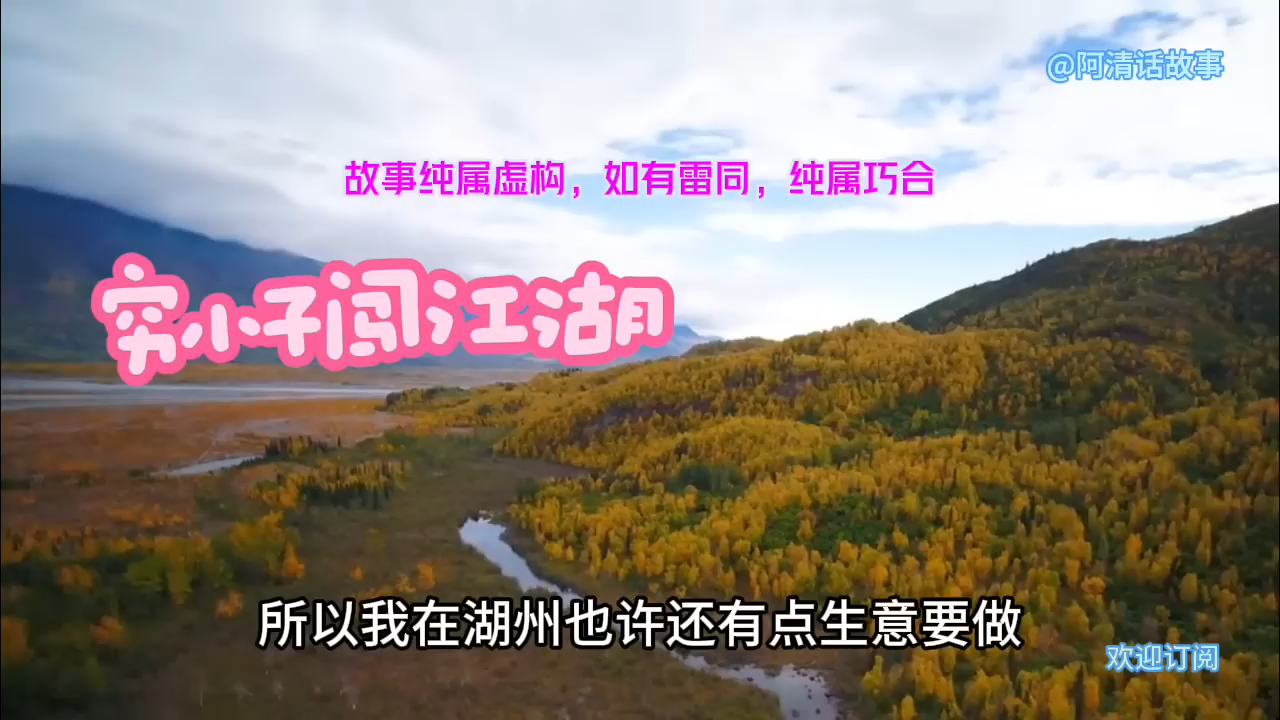 @阿清话故事
故事纯属虚构，如有雷同，纯属巧合
穷小子闯江湖
所以我在湖州也许还有点生意要做
欢迎订阅